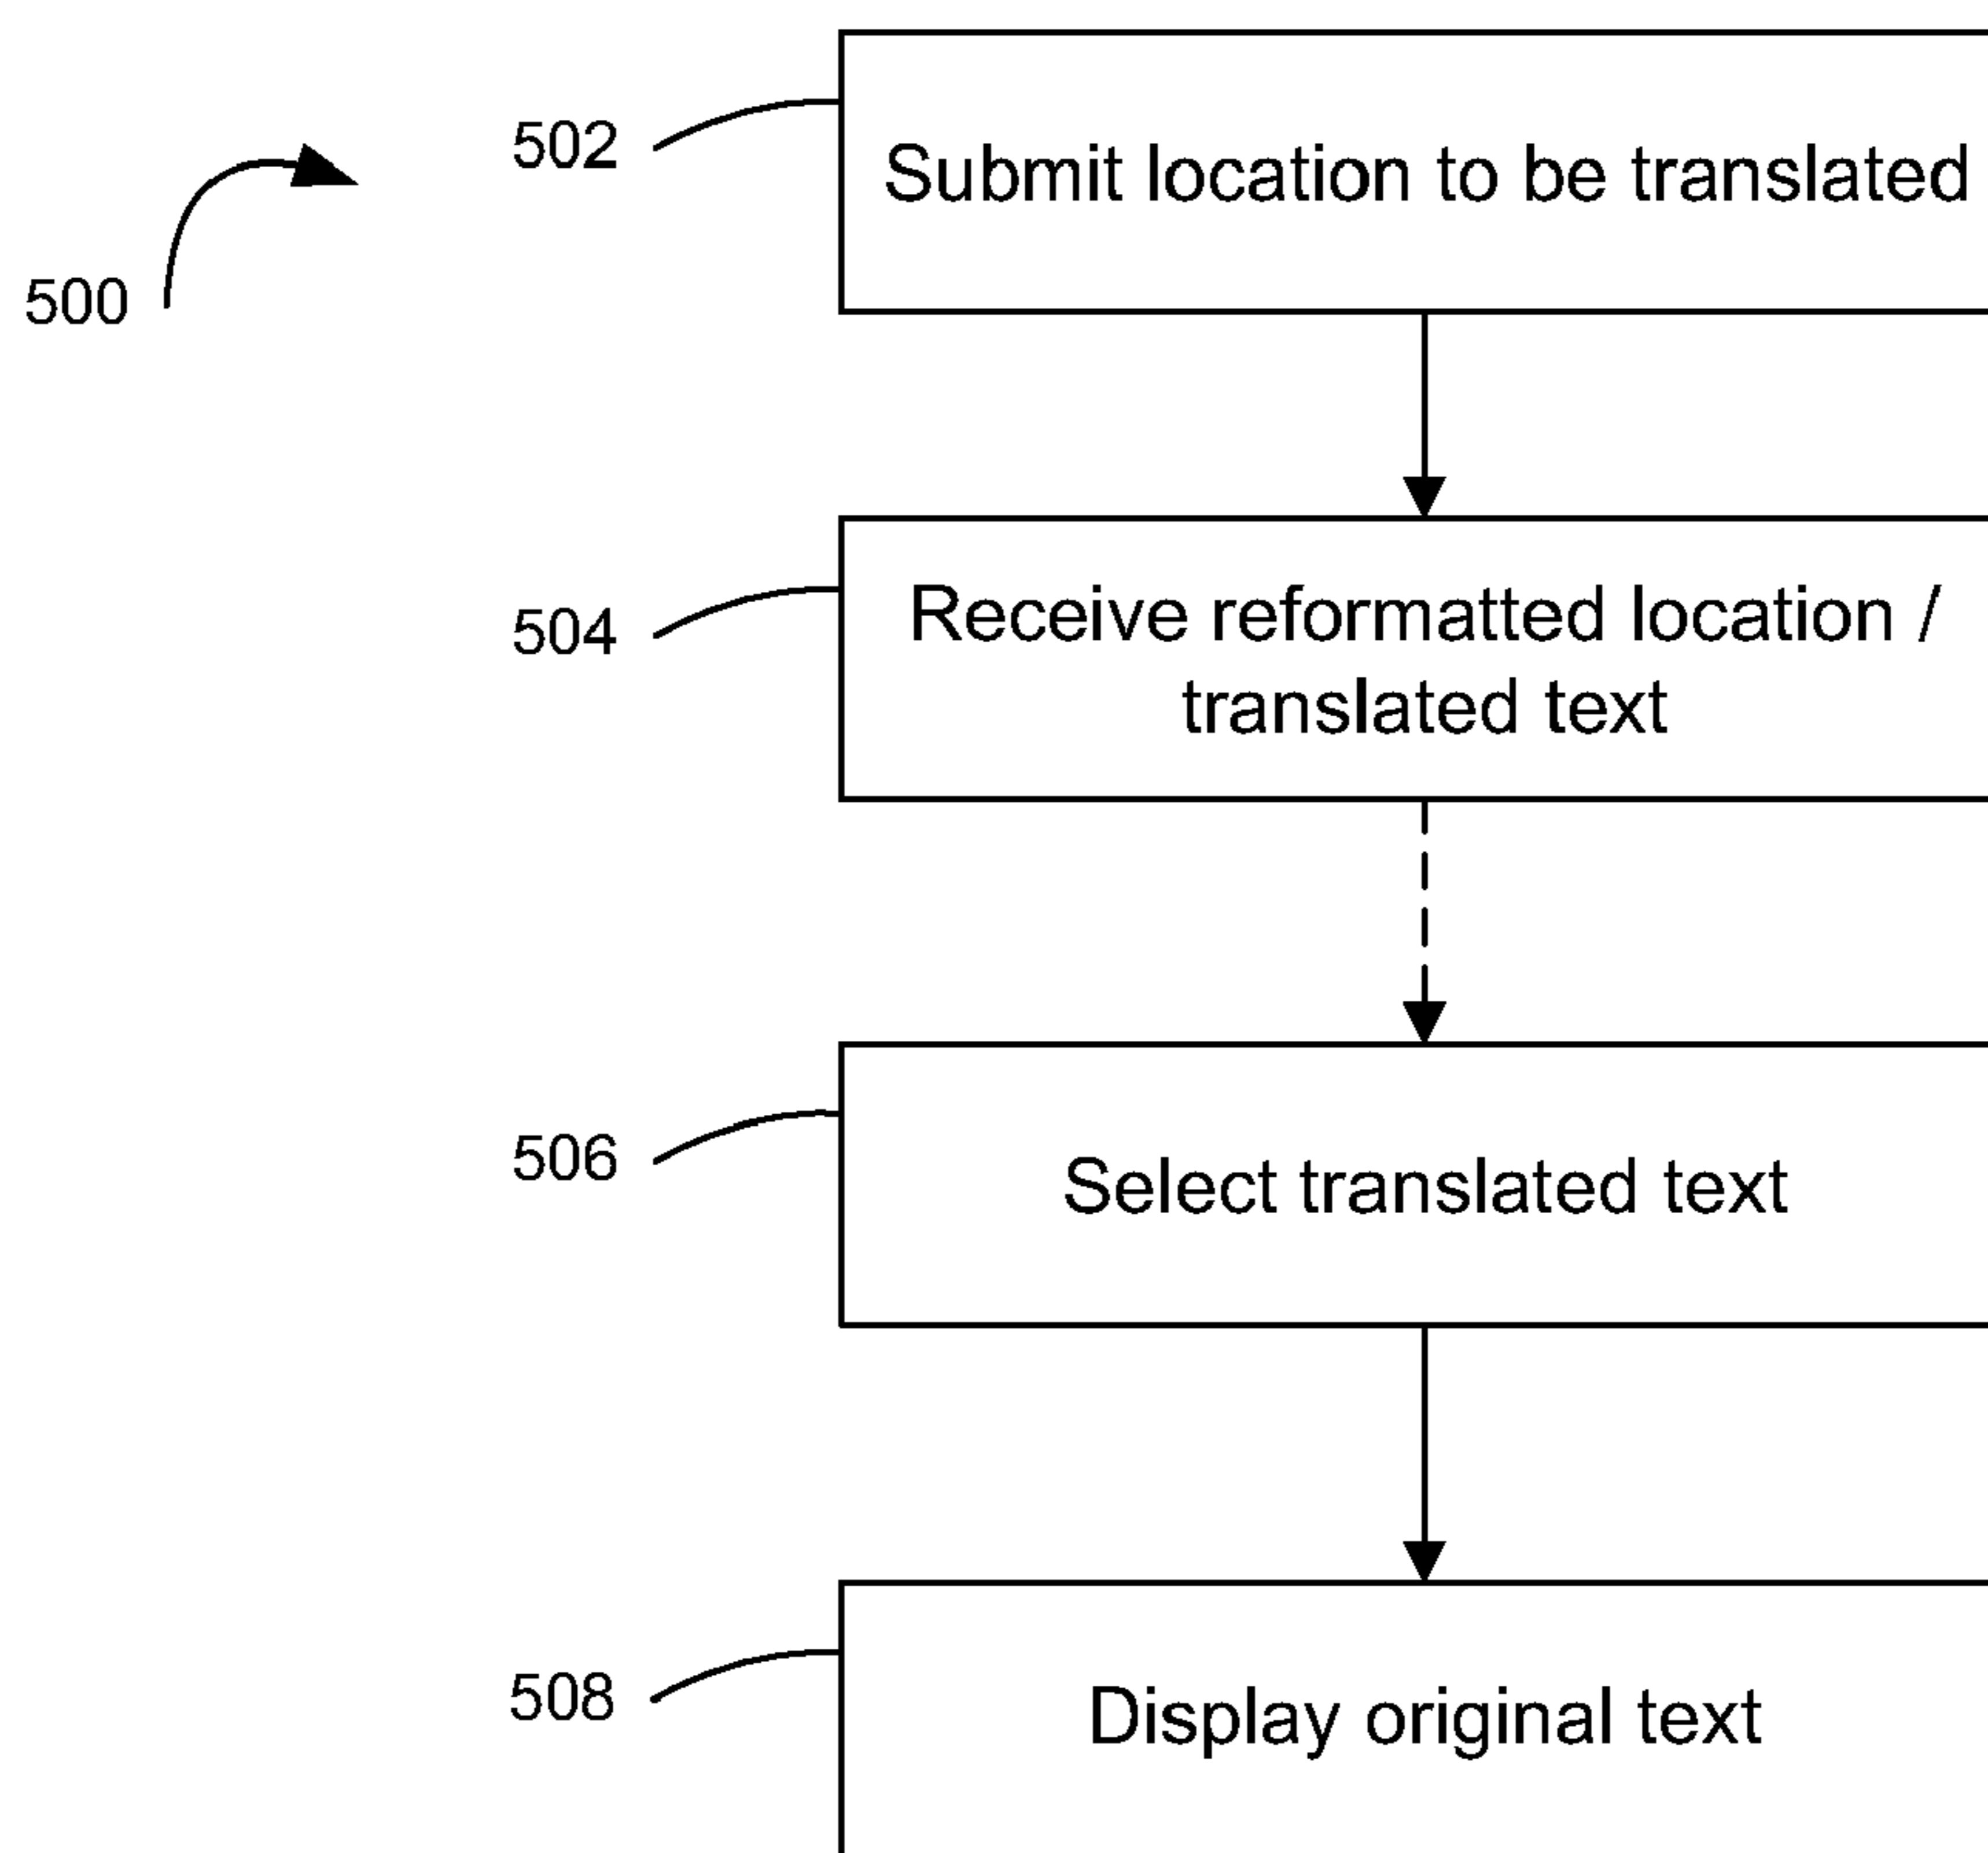 502
Submit location to be translated
500
504
Receive reformatted location /
translated text
506
Select translated text
508
Display original text